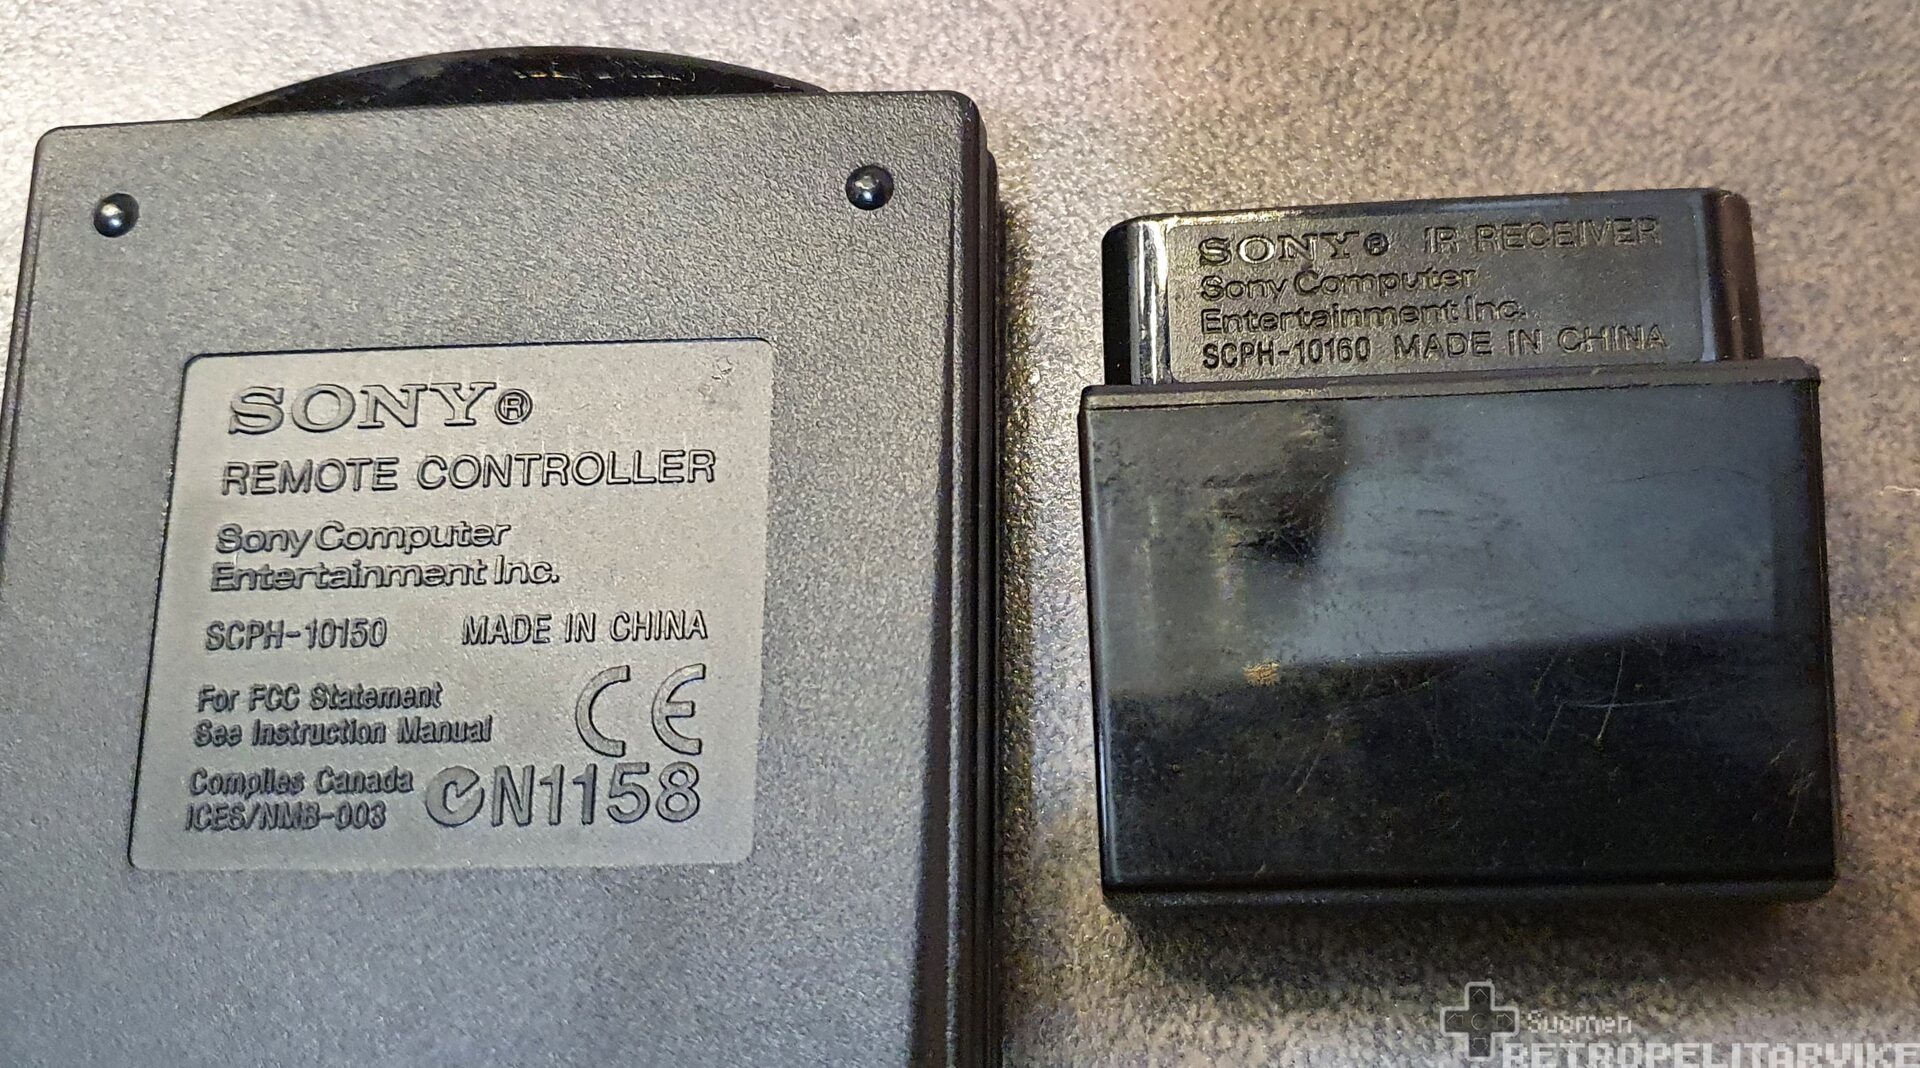 SONY®
REMOTE CONTROLLER
Sony Computer
Entertainment Inc.
SCPH-10150 MADE IN CHINA
For FCC Statement
See Instruction Manual
CE
Complies Canada
ICES/NMB-003
N1158
SONY® IR RECEIVER
Sony Computer
Entertainment Inc.
SCPH-10160 MADE IN CHINA
Suomen
RETROPELITARVIKE